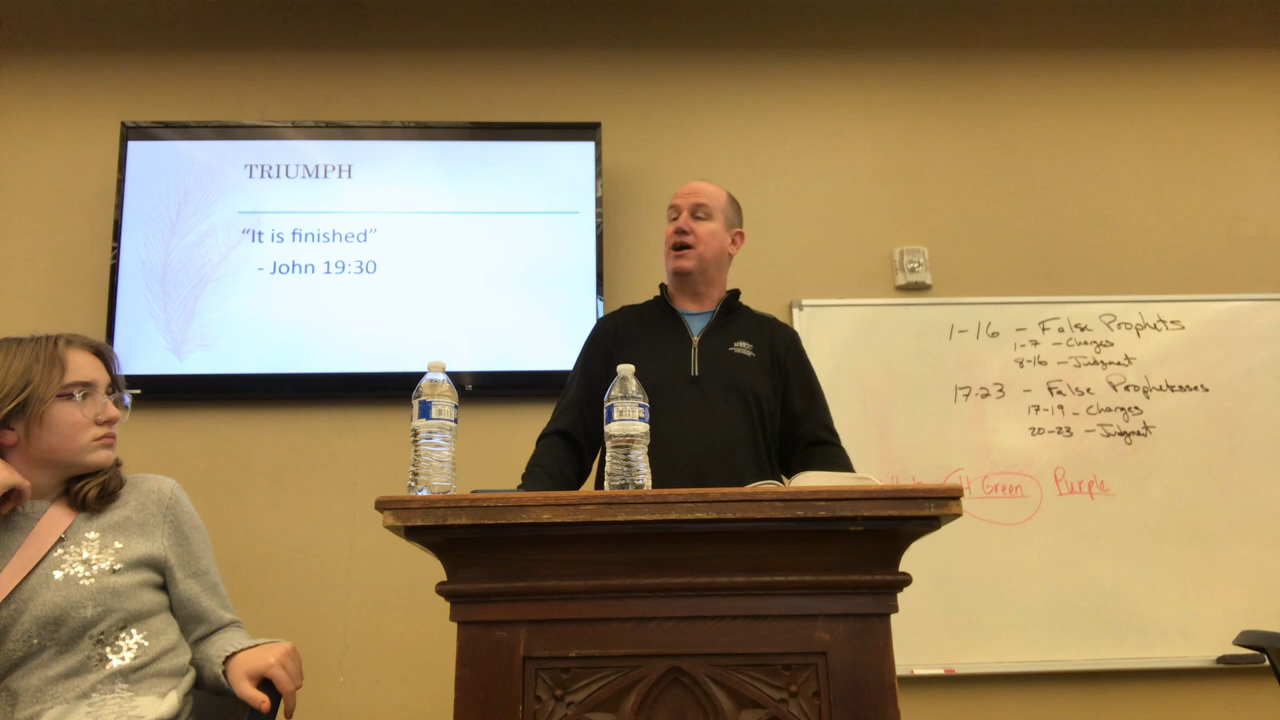 TRIUMPH
“It is finished”
- John 19:30
1-16 - False Prophets
1-7 - Charges
8-16 - Judgment
17-23 - False Prophetesses
17-19 - Charges
20-23 - Judgment
H Green Purple